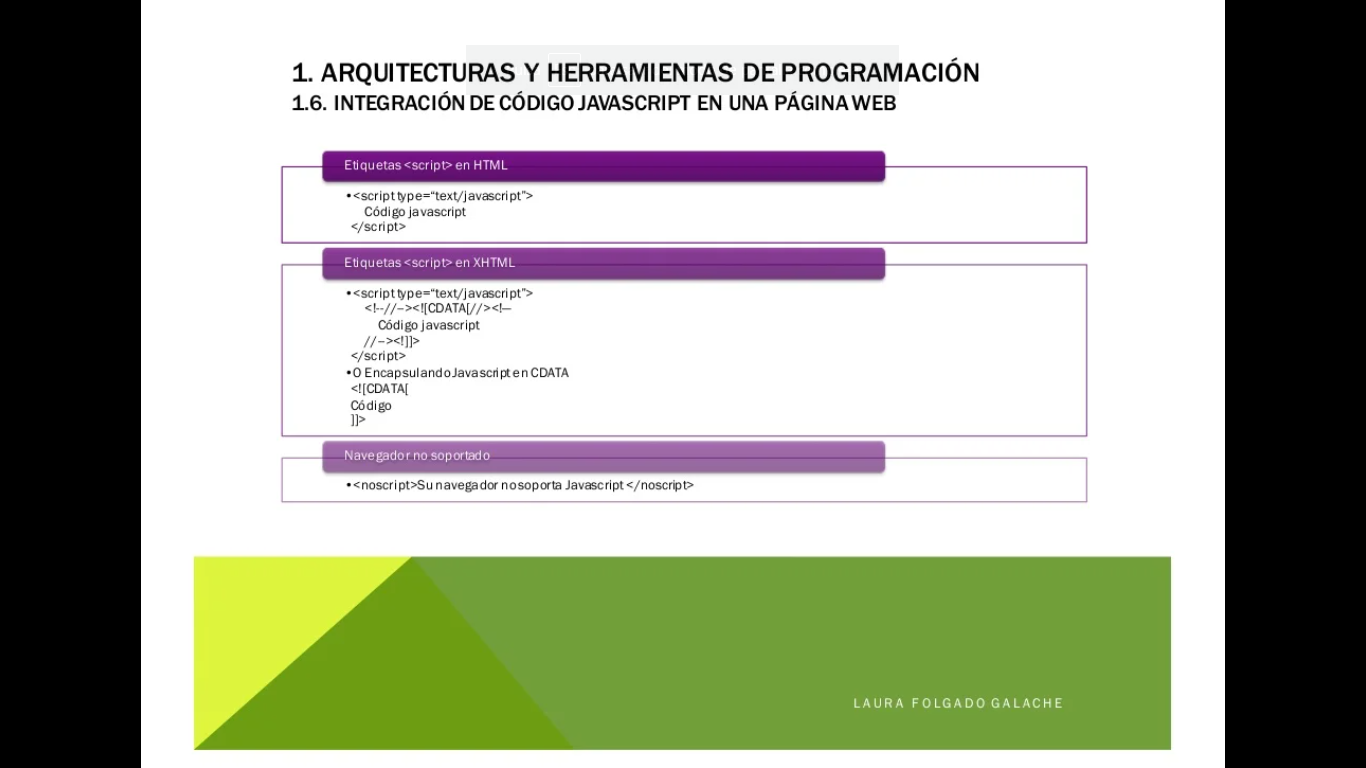 1. ARQUITECTURAS Y HERRAMIENTAS DE PROGRAMACIÓN
1.6. INTEGRACIÓN DE CÓDIGO JAVASCRIPT EN UNA PÁGINA WEB
Etiquetas <script> en HTML
•<script type=“text/javascript”>
Código javascript
</script>
Etiquetas <script> en XHTML
•<script type=“text/javascript”>
<!--//--><![CDATA[//><!--
Código javascript
//--><!]]>
</script>
•O Encapsulando Javascript en CDATA
<![CDATA[
Código
]]>
Navegador no soportado
•<noscript>Su navegador no soporta Javascript </noscript>
LAURA FOLGADO GALACHE